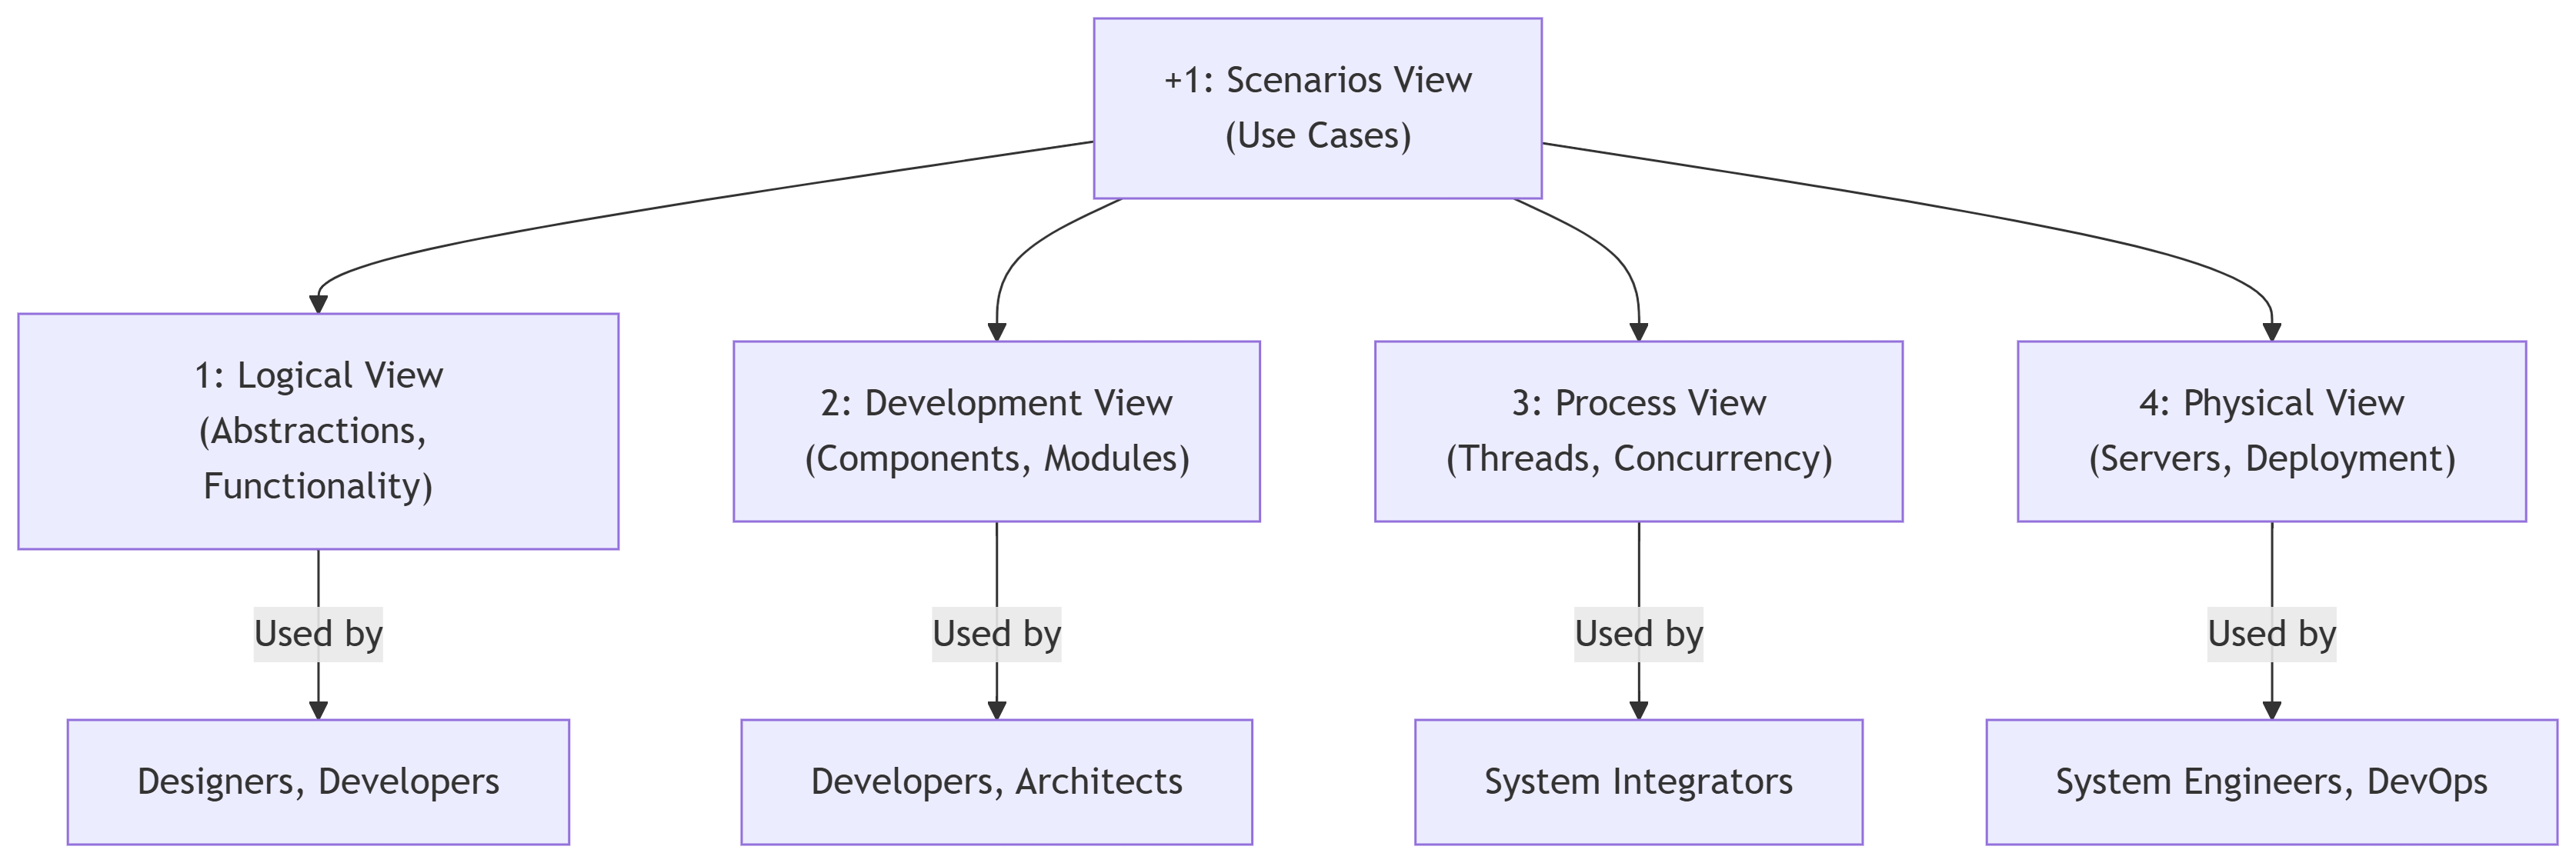 +1: Scenarios View
(Use Cases)
1: Logical View
(Abstractions,
Functionality)
2: Development View
(Components, Modules)
3: Process View
(Threads, Concurrency)
4: Physical View
(Servers, Deployment)
Used by
Used by
Used by
Used by
Designers, Developers
Developers, Architects
System Integrators
System Engineers, DevOps